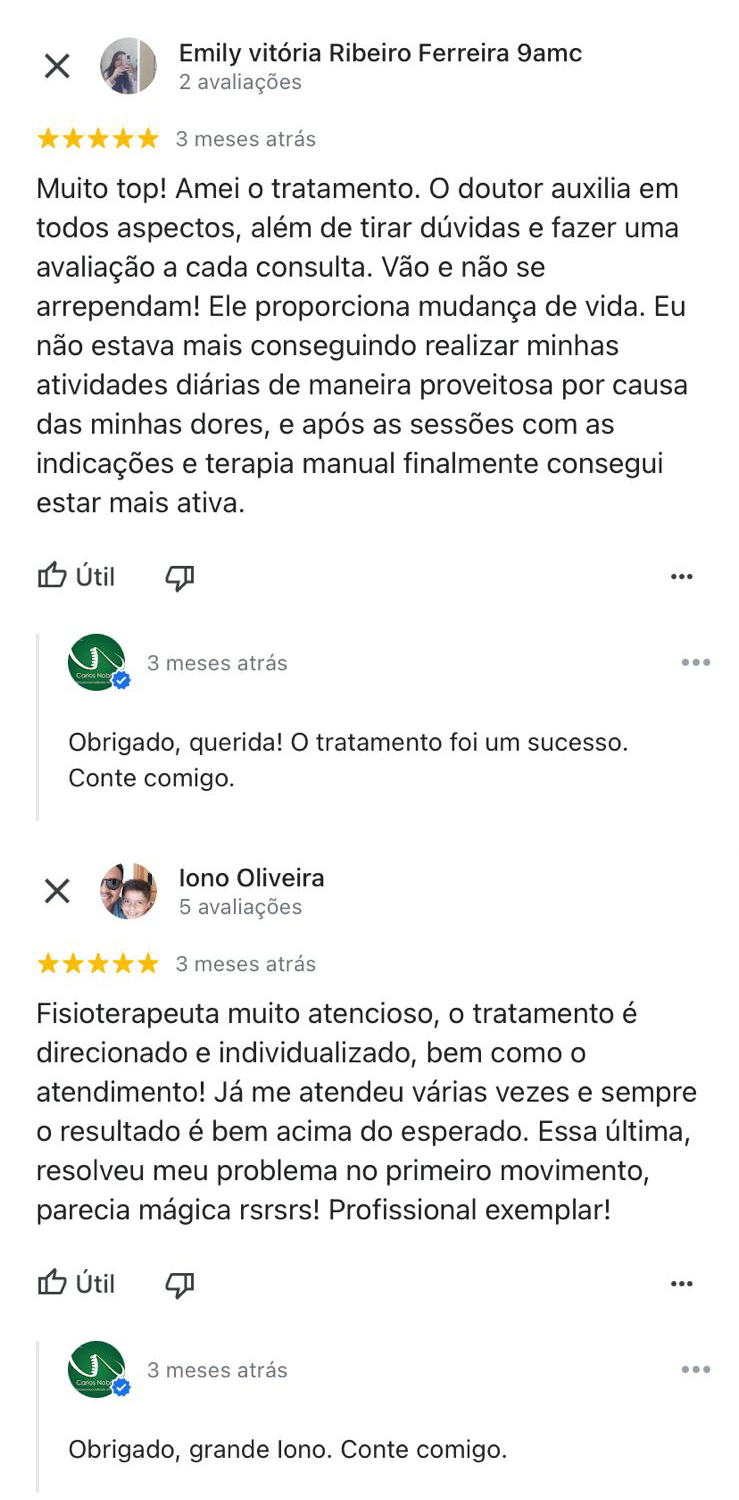 Emily vitória Ribeiro Ferreira 9amc
2 avaliações
3 meses atrás
Muito top! Amei o tratamento. O doutor auxilia em
todos aspectos, além de tirar dúvidas e fazer uma
avaliação a cada consulta. Vão e não se
arrependam! Ele proporciona mudança de vida. Eu
não estava mais conseguindo realizar minhas
atividades diárias de maneira proveitosa por causa
das minhas dores, e após as sessões com as
indicações e terapia manual finalmente consegui
estar mais ativa.
Útil
Carlos
3 meses atrás
Obrigado, querida! O tratamento foi um sucesso.
Conte comigo.
Iono Oliveira
5 avaliações
3 meses atrás
Fisioterapeuta muito atencioso, o tratamento é
direcionado e individualizado, bem como o
atendimento! Já me atendeu várias vezes e sempre
o resultado é bem acima do esperado. Essa última,
resolveu meu problema no primeiro movimento,
parecia mágica rsrsrs! Profissional exemplar!
Útil
Carlos
3 meses atrás
Obrigado, grande Iono. Conte comigo.